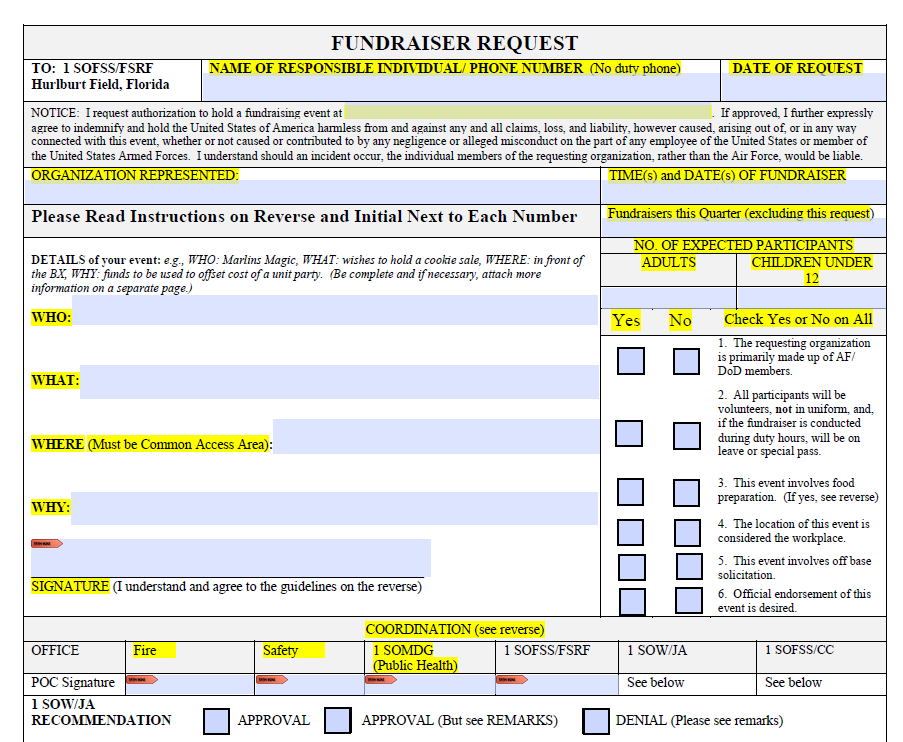 FUNDRAISER REQUEST
TO: 1 SOFSS/FSRF
Hurlburt Field, Florida
NAME OF RESPONSIBLE INDIVIDUAL/ PHONE NUMBER (No duty phone)
DATE OF REQUEST
NOTICE: I request authorization to hold a fundraising event at . If approved, I further expressly
agree to indemnify and hold the United States of America harmless from and against any and all claims, loss, and liability, however caused, arising out of, or in any way
connected with this event, whether or not caused or contributed to by any negligence or alleged misconduct on the part of any employee of the United States or member of
the United States Armed Forces. I understand should an incident occur, the individual members of the requesting organization, rather than the Air Force, would be liable.
ORGANIZATION REPRESENTED:
TIME(s) and DATE(s) OF FUNDRAISER
Please Read Instructions on Reverse and Initial Next to Each Number
Fundraisers this Quarter (excluding this request)
DETAILS of your event: e.g., WHO: Marlins Magic, WHAT: wishes to hold a cookie sale, WHERE: in front of
the BX, WHY: funds to be used to offset cost of a unit party. (Be complete and if necessary, attach more
information on a separate page.)
WHO:
WHAT:
WHERE (Must be Common Access Area):
WHY:
SIGNATURE (I understand and agree to the guidelines on the reverse)
NO. OF EXPECTED PARTICIPANTS
ADULTS
CHILDREN UNDER
12
Yes No Check Yes or No on All
1. The requesting organization
is primarily made up of AF/
DoD members.
2. All participants will be
volunteers, not in uniform, and,
if the fundraiser is conducted
during duty hours, will be on
leave or special pass.
3. This event involves food
preparation. (If yes, see reverse)
4. The location of this event is
considered the workplace.
5. This event involves off base
solicitation.
6. Official endorsement of this
event is desired.
COORDINATION (see reverse)
OFFICE
Fire
Safety
1 SOMDG
(Public Health)
1 SOFSS/FSRF
1 SOW/JA
1 SOFSS/CC
POC Signature
See below
See below
1 SOW/JA
RECOMMENDATION
APPROVAL
APPROVAL (But see REMARKS)
DENIAL (Please see remarks)